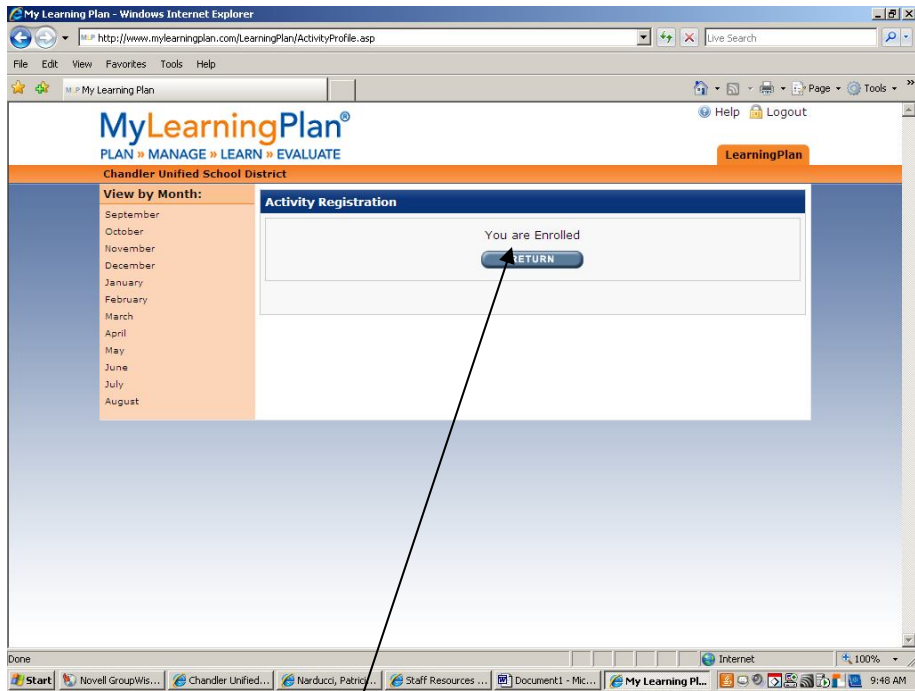 My Learning Plan - Windows Internet Explorer
http://www.mylearningplan.com/LearningPlan/ActivityProfile.asp
Live Search
File Edit View Favorites Tools Help
My Learning Plan
Page Tools
Help Logout
MyLearningPlan®
PLAN » MANAGE » LEARN » EVALUATE
LearningPlan
Chandler Unified School District
View by Month:
September
October
November
December
January
February
March
April
May
June
July
August
Activity Registration
You are Enrolled
RETURN
Done
Internet
100%
Start
Novell GroupWis...
Chandler Unified...
Narducci, Patrici...
Staff Resources ...
Document1 - Mic...
My Learning Pl...
9:48 AM